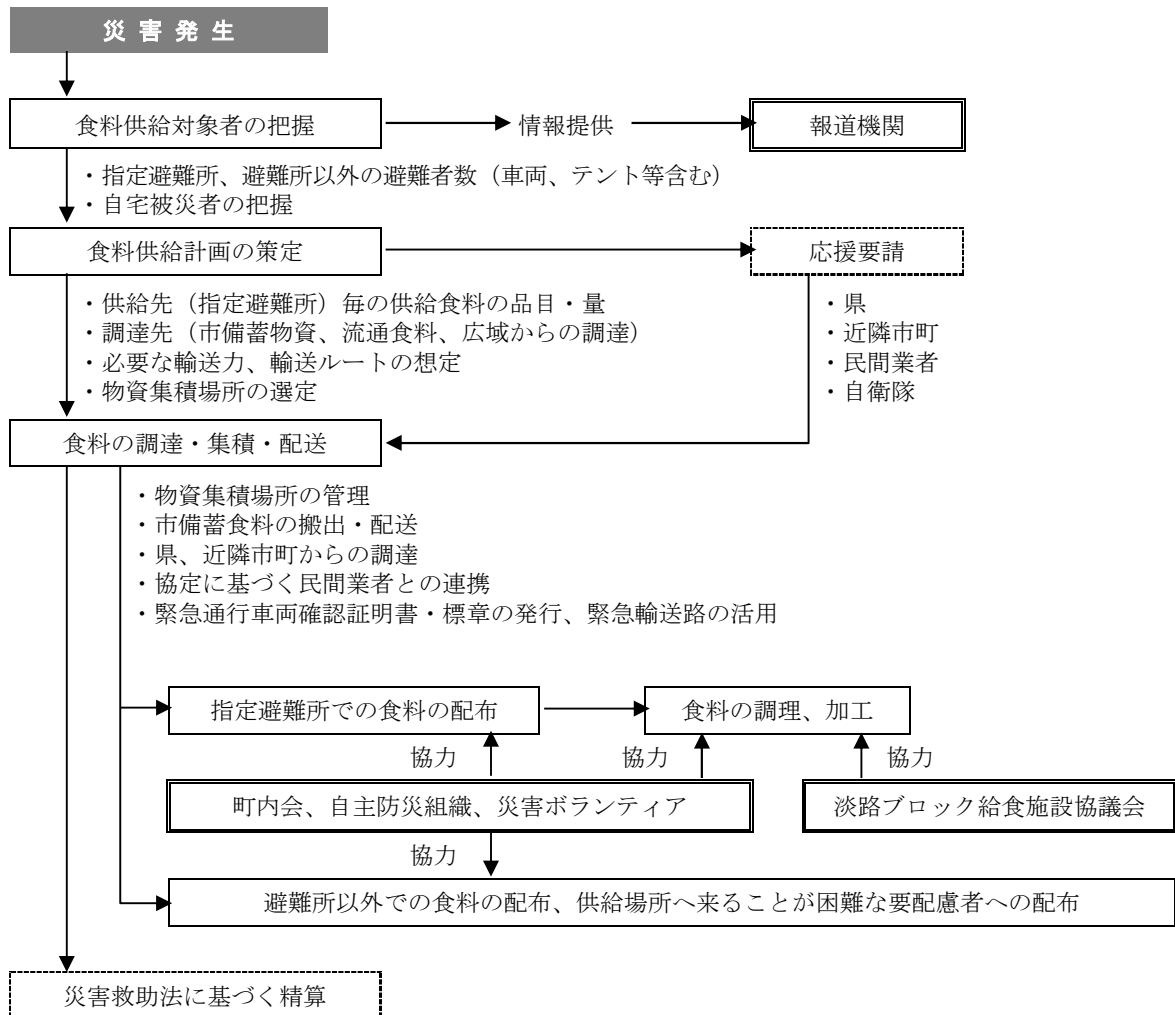 災害発生
食料供給対象者の把握
情報提供
報道機関
・指定避難所、避難所以外の避難者数（車両、テント等含む）
・自宅被災者の把握
食料供給計画の策定
応援要請
・供給先（指定避難所）毎の供給食料の品目・量
・調達先（市備蓄物資、流通食料、広域からの調達）
・必要な輸送力、輸送ルートの想定
・物資集積場所の選定
・県
・近隣市町
・民間業者
・自衛隊
食料の調達・集積・配送
・物資集積場所の管理
・市備蓄食料の搬出・配送
・県、近隣市町からの調達
・協定に基づく民間業者との連携
・緊急通行車両確認証明書・標章の発行、緊急輸送路の活用
指定避難所での食料の配布
食料の調理、加工
協力
協力
協力
町内会、自主防災組織、災害ボランティア
淡路ブロック給食施設協議会
協力
避難所以外での食料の配布、供給場所へ来ることが困難な要配慮者への配布
災害救助法に基づく精算